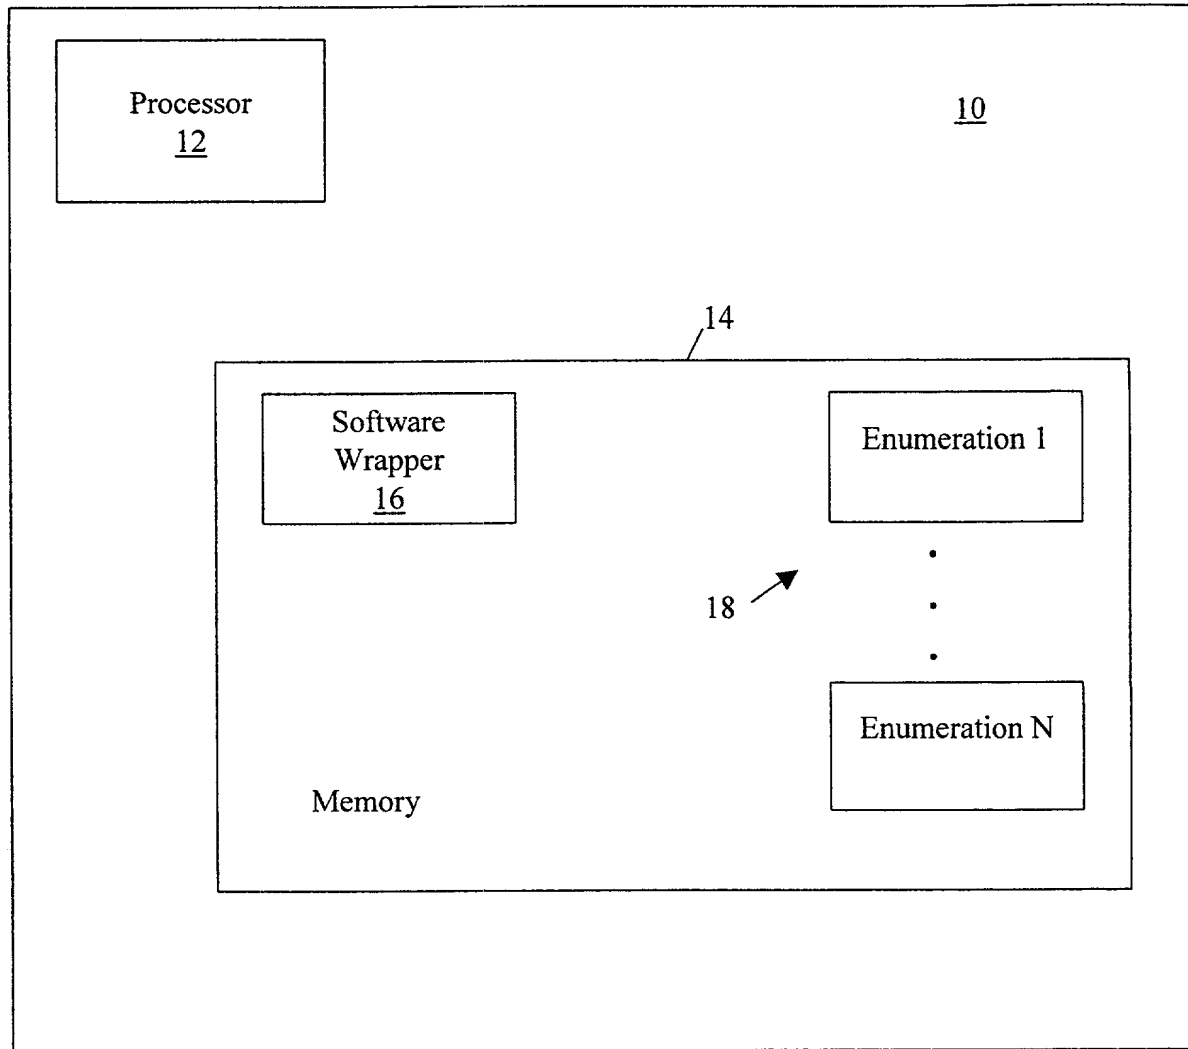 Processor
12
10
14
Software
Wrapper
16
Enumeration 1
18
Enumeration N
Memory